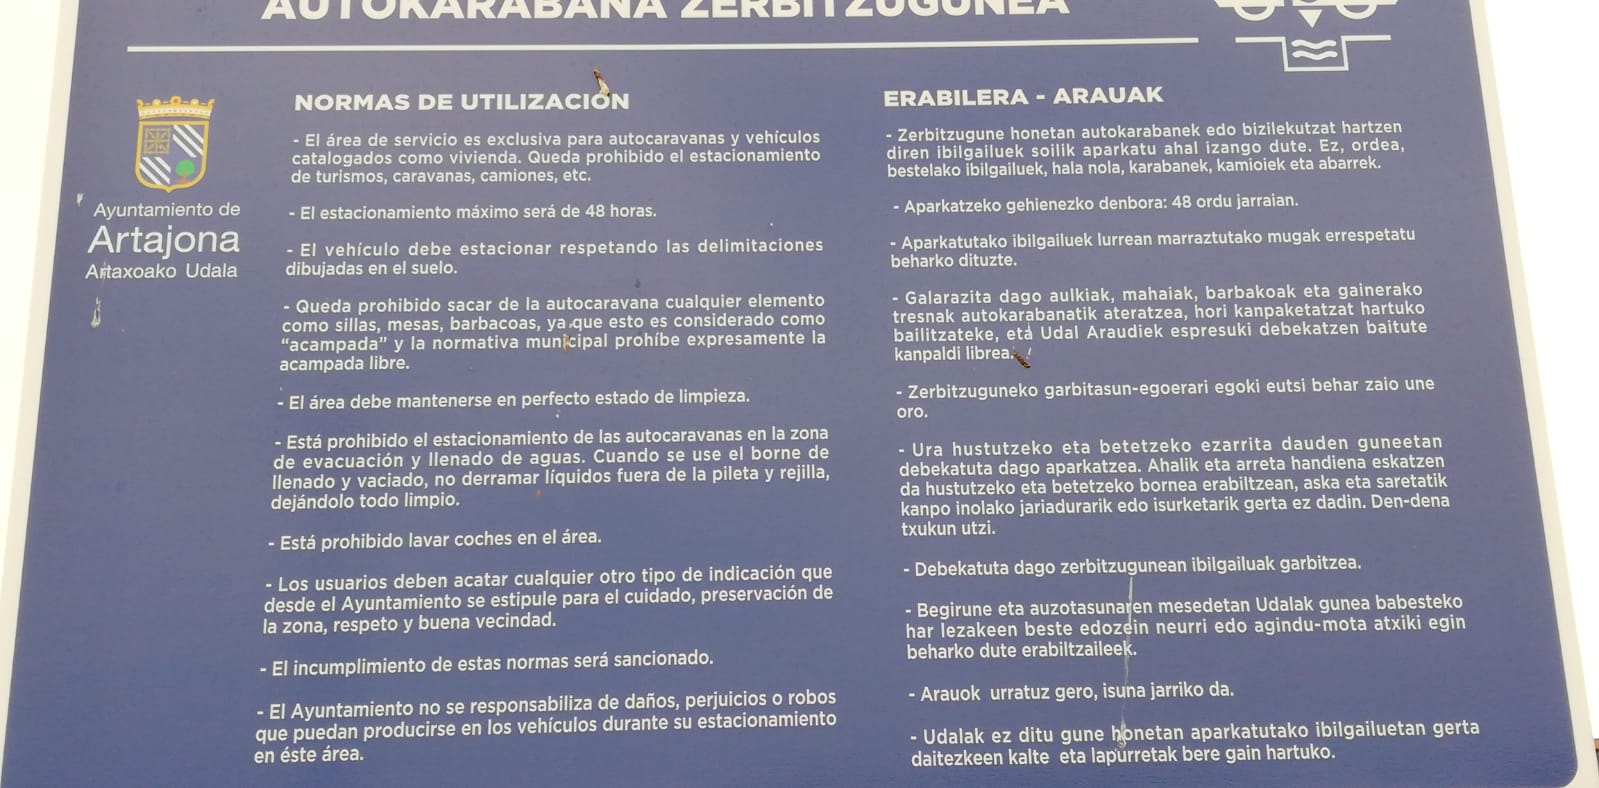 AUTOKARABANA ZERBITZUGUNEA
Ayuntamiento de
Artajona
Artaxoako Udala
NORMAS DE UTILIZACIÓN
- El área de servicio es exclusiva para autocaravanas y vehículos
catalogados como vivienda. Queda prohibido el estacionamiento
de turismos, caravanas, camiones, etc.
- El estacionamiento máximo será de 48 horas.
- El vehículo debe estacionar respetando las delimitaciones
dibujadas en el suelo.
- Queda prohibido sacar de la autocaravana cualquier elemento
como sillas, mesas, barbacoas, ya que esto es considerado como
“acampada” y la normativa municipal prohíbe expresamente la
acampada libre.
- El área debe mantenerse en perfecto estado de limpieza.
- Está prohibido el estacionamiento de las autocaravanas en la zona
de evacuación y llenado de aguas. Cuando se use el borne de
llenado y vaciado, no derramar líquidos fuera de la pileta y rejilla,
dejándolo todo limpio.
- Está prohibido lavar coches en el área.
- Los usuarios deben acatar cualquier otro tipo de indicación que
desde el Ayuntamiento se estipule para el cuidado, preservación de
la zona, respeto y buena vecindad.
- El incumplimiento de estas normas será sancionado.
- El Ayuntamiento no se responsabiliza de daños, perjuicios o robos
que puedan producirse en los vehículos durante su estacionamiento
en éste área.
ERABILERA - ARAUAK
- Zerbitzugune honetan autokarabanek edo bizilekutzat hartzen
diren ibilgailuek soilik aparkatu ahal izango dute. Ez, ordea,
bestelako ibilgailuek, hala nola, karabanek, kamioiek eta abarrek.
- Aparkatzeko gehienezko denbora: 48 ordu jarraian.
- Aparkatutako ibilgailuek lurrean marraztutako mugak errespetatu
beharko dituzte.
- Galarazita dago aulkiak, mahaiak, barbakoak eta gainerako
tresnak autokarabanatik ateratzea, hori kanpaketatzat hartuko
bailitzateke, eta Udal Araudiek espresuki debekatzen baitute
kanpaldi librea.
- Zerbitzuguneko garbitasun-egoerari egoki eutsi behar zaio une
oro.
- Ura hustutzeko eta betetzeko ezarrita dauden guneetan
debekatuta dago aparkatzea. Ahalik eta arreta handiena eskatzen
da hustutzeko eta betetzeko bornea erabiltzean, aska eta saretatik
kanpo inolako jariadurarik edo isurketarik gerta ez dadin. Den-dena
txukun utzi.
- Debekatuta dago zerbitzugunean ibilgailuak garbitzea.
- Begirune eta auzotasunaren mesedetan Udalak gunea babesteko
har lezakeen beste edozein neurri edo agindu-mota atxiki egin
beharko dute erabiltzaileek.
- Arauok urratuz gero, isuna jarriko da.
- Udalak ez ditu gune honetan aparkatutako ibilgailuetan gerta
daitezkeen kalte eta lapurretak bere gain hartuko.